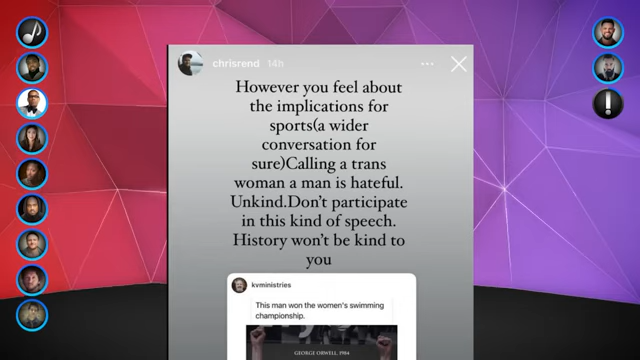 chrisrend 14h
However you feel about
the implications for
sports(a wider
conversation for
sure)Calling a trans
woman a man is hateful.
Unkind.Don't participate
in this kind of speech.
History won't be kind to
you
kvministries
This man won the women's swimming
championship.
GEORGE ORWELL, 1984